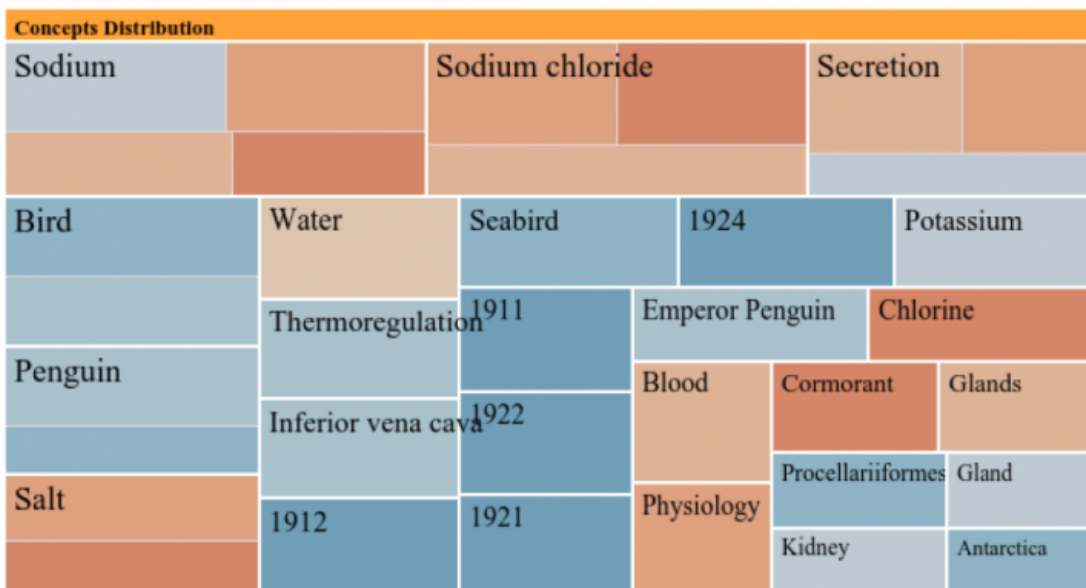 Concepts Distribution
Sodium
Sodium chloride
Secretion
Bird
Water
Seabird
1924
Potassium
Thermoregulation
1911
Emperor Penguin
Chlorine
Penguin
Inferior vena cava
1922
Blood
Cormorant
Glands
Salt
1912
1921
Physiology
Procellariiformes
Gland
Kidney
Antarctica